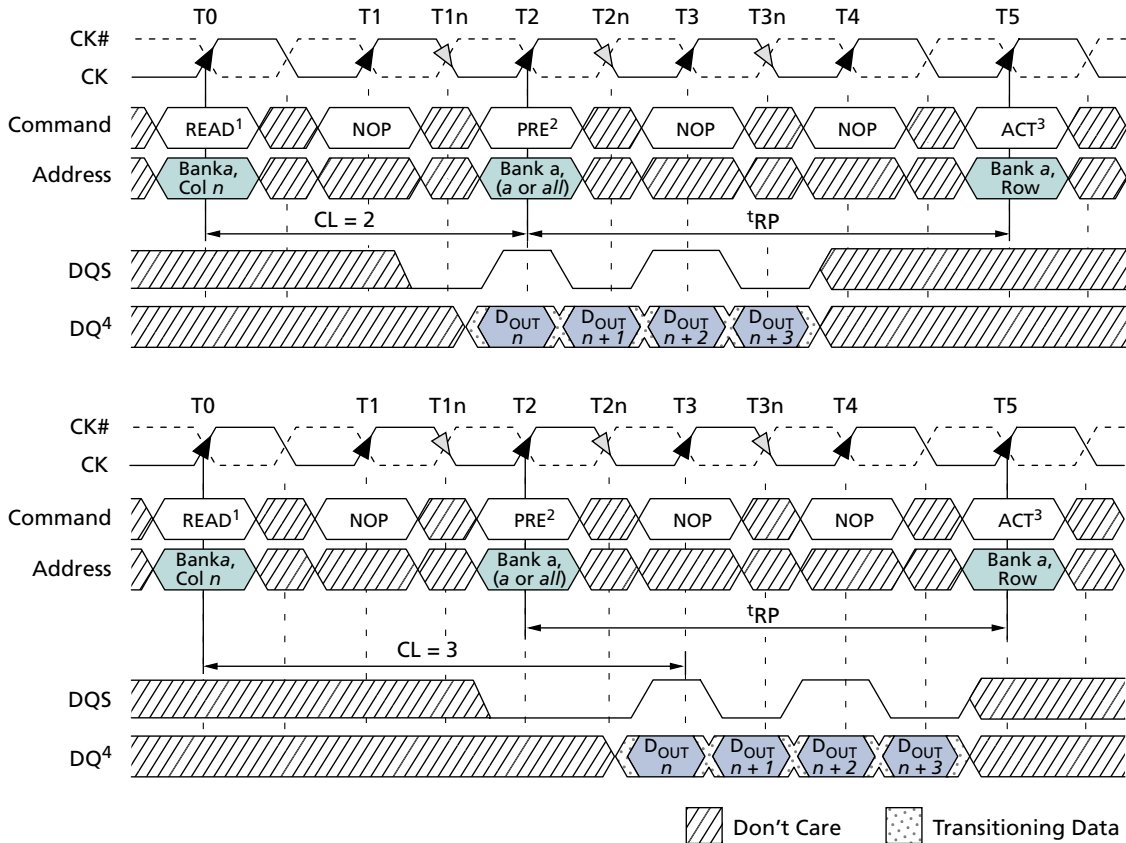 T0 T1 T1n T2 T2n T3 T3n T4 T5
CK#
CK
Command READ¹ NOP PRE² NOP NOP ACT³
Address Banka, Col n Bank a, (a or all) Bank a, Row
CL = 2 ᵗRP
DQS
DQ⁴ DOUT n DOUT n + 1 DOUT n + 2 DOUT n + 3
T0 T1 T1n T2 T2n T3 T3n T4 T5
CK#
CK
Command READ¹ NOP PRE² NOP NOP ACT³
Address Banka, Col n Bank a, (a or all) Bank a, Row
ᵗRP
CL = 3
DQS
DQ⁴ DOUT n DOUT n + 1 DOUT n + 2 DOUT n + 3
Don't Care Transitioning Data